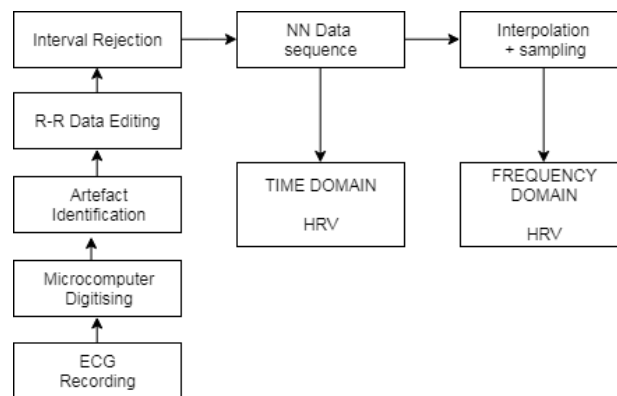 Interval Rejection
NN Data
sequence
Interpolation
+ sampling
R-R Data Editing
Artefact
Identification
TIME DOMAIN
HRV
FREQUENCY
DOMAIN
HRV
Microcomputer
Digitising
ECG
Recording